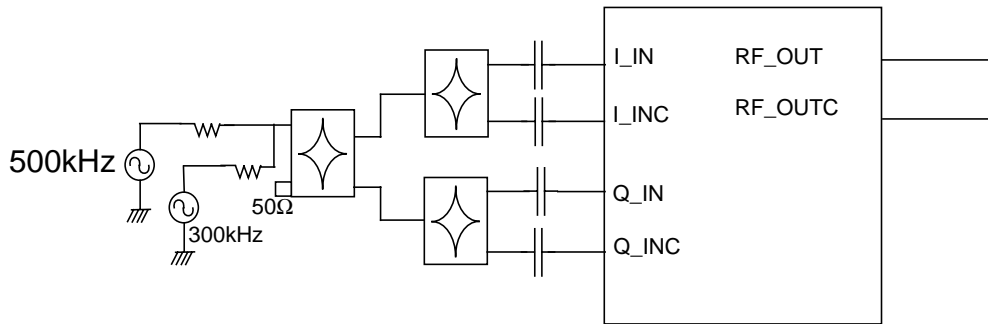 I_IN
RF_OUT
I_INC
RF_OUTC
500kHz
50Ω
300kHz
Q_IN
Q_INC